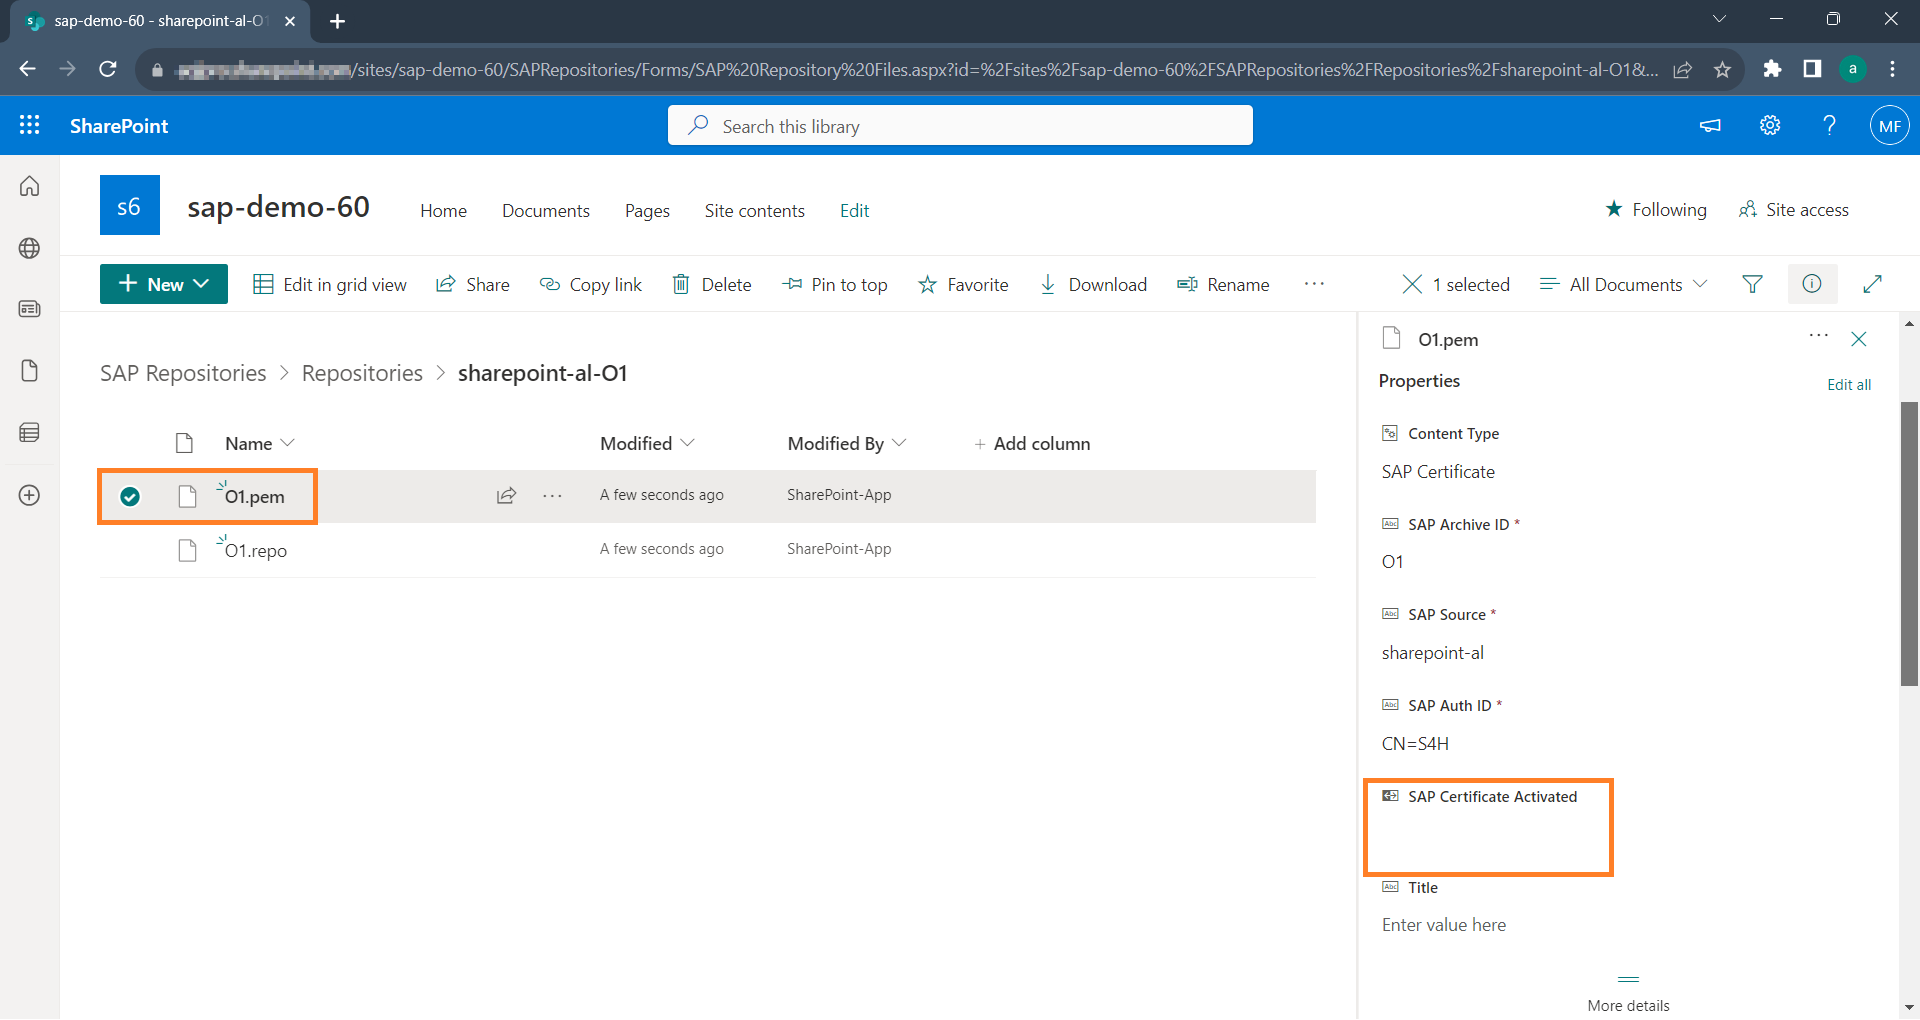 sap-demo-60 - sharepoint-al-O1
/sites/sap-demo-60/SAPRepositories/Forms/SAP%20Repository%20Files.aspx?id=%2Fsites%2Fsap-demo-60%2FSAPRepositories%2FRepositories%2Fsharepoint-al-O1&...
a
SharePoint
Search this library
MF
s6
sap-demo-60
Home
Documents
Pages
Site contents
Edit
Following
Site access
New
Edit in grid view
Share
Copy link
Delete
Pin to top
Favorite
Download
Rename
1 selected
All Documents
SAP Repositories > Repositories > sharepoint-al-O1
Name
Modified
Modified By
+ Add column
O1.pem
A few seconds ago
SharePoint-App
O1.repo
A few seconds ago
SharePoint-App
O1.pem
Properties
Edit all
Content Type
SAP Certificate
Abc SAP Archive ID *
O1
Abc SAP Source *
sharepoint-al
Abc SAP Auth ID *
CN=S4H
SAP Certificate Activated
Abc Title
Enter value here
More details